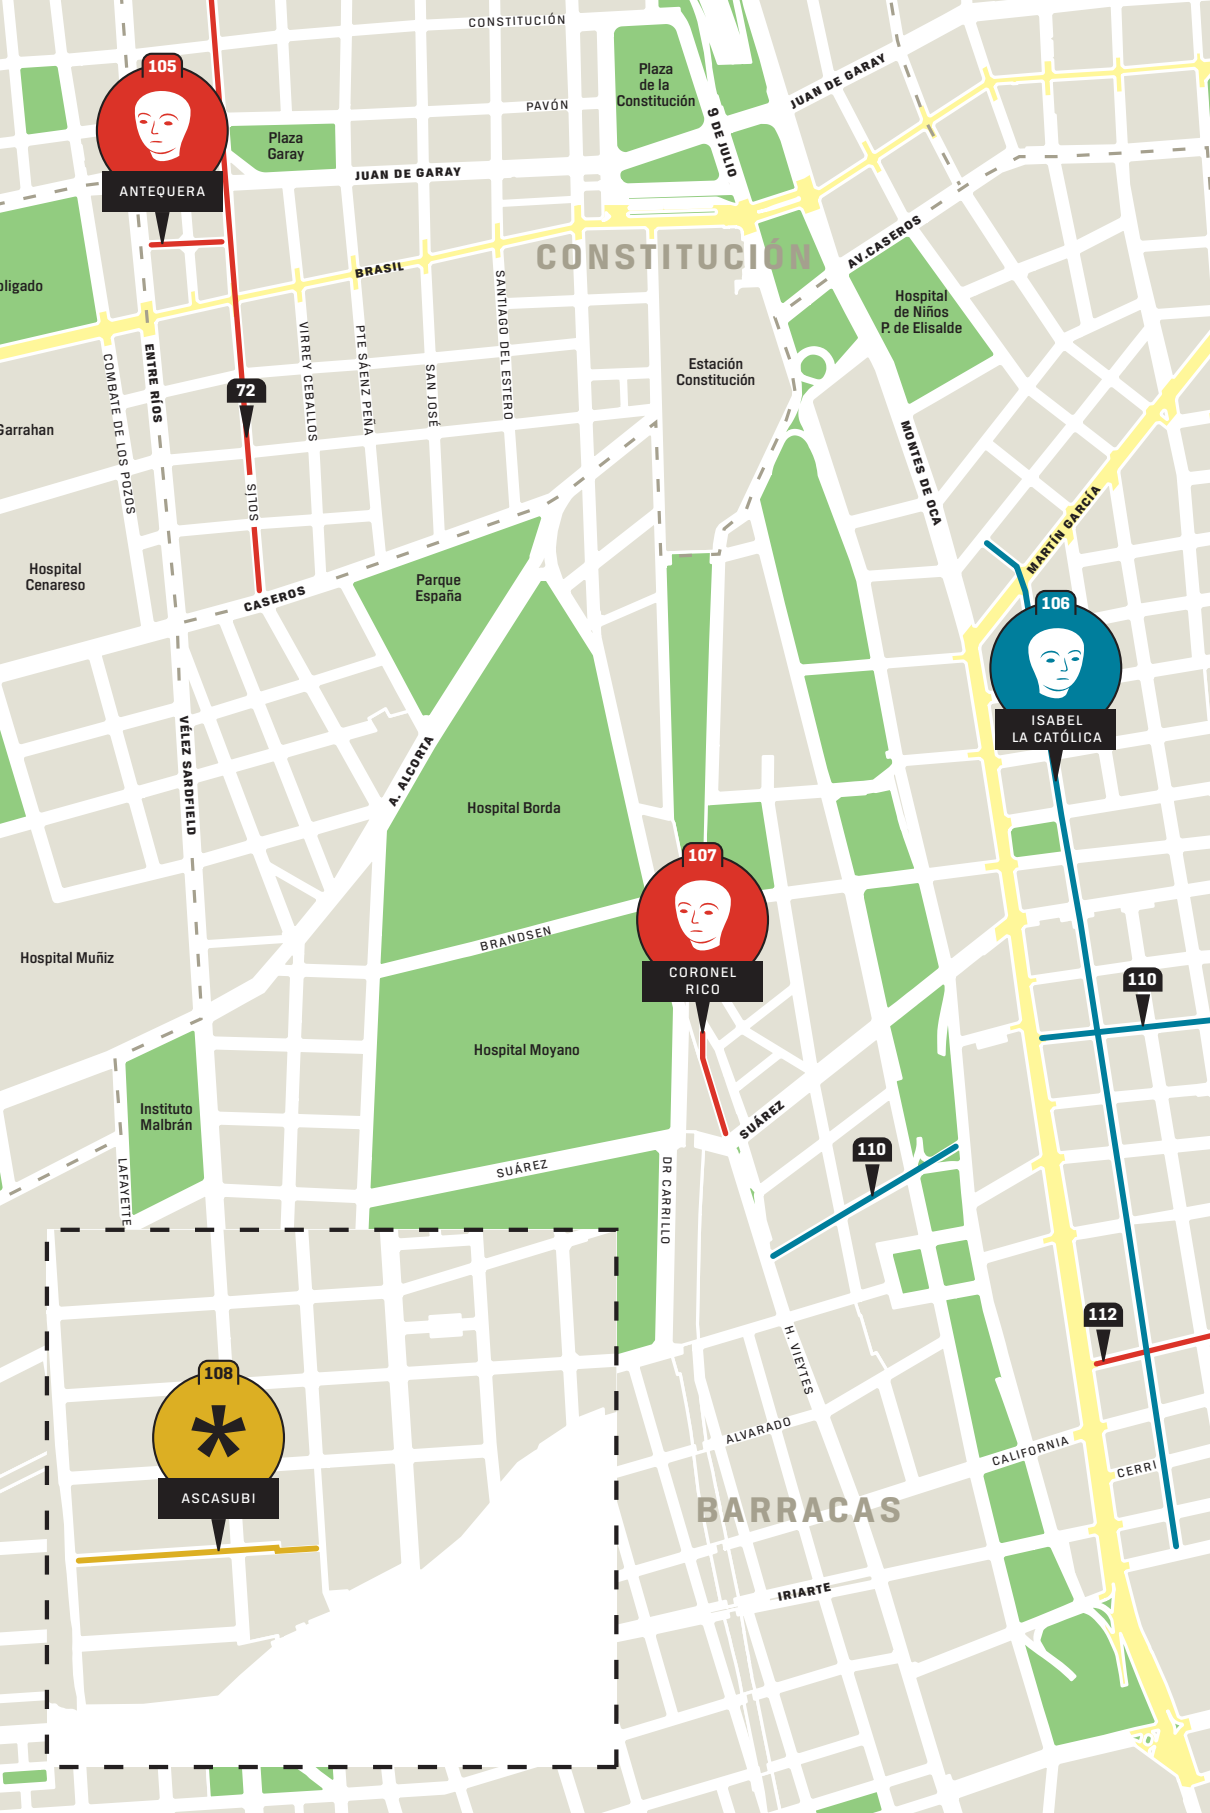 CONSTITUCIÓN
105
Plaza
de la
Constitución
JUAN DE GARAY
PAVÓN
9 DE JULIO
Plaza
Garay
JUAN DE GARAY
ANTEQUERA
CONSTITUCIÓN
AV.CASEROS
BRASIL
oligado
Hospital
de Niños
P. de Elisalde
SANTIAGO DEL ESTERO
VIRREY CEBALLOS
PTE SÁENZ PEÑA
SAN JOSÉ
COMBATE DE LOS POZOS
ENTRE RÍOS
72
Estación
Constitución
Garrahan
MONTES DE OCA
SOLIS
MARTÍN GARCÍA
Hospital
Cenareso
Parque
España
CASEROS
106
ISABEL
LA CATÓLICA
VÉLEZ SARDFIELD
A. ALCORTA
Hospital Borda
107
BRANDSEN
Hospital Muñiz
CORONEL
RICO
110
Hospital Moyano
Instituto
Malbrán
SUÁREZ
110
SUÁREZ
LAFAYETTE
DR CARRILLO
112
H. VIEYTES
108
ALVARADO
CALIFORNIA
CERRI
ASCASUBI
BARRACAS
IRIARTE